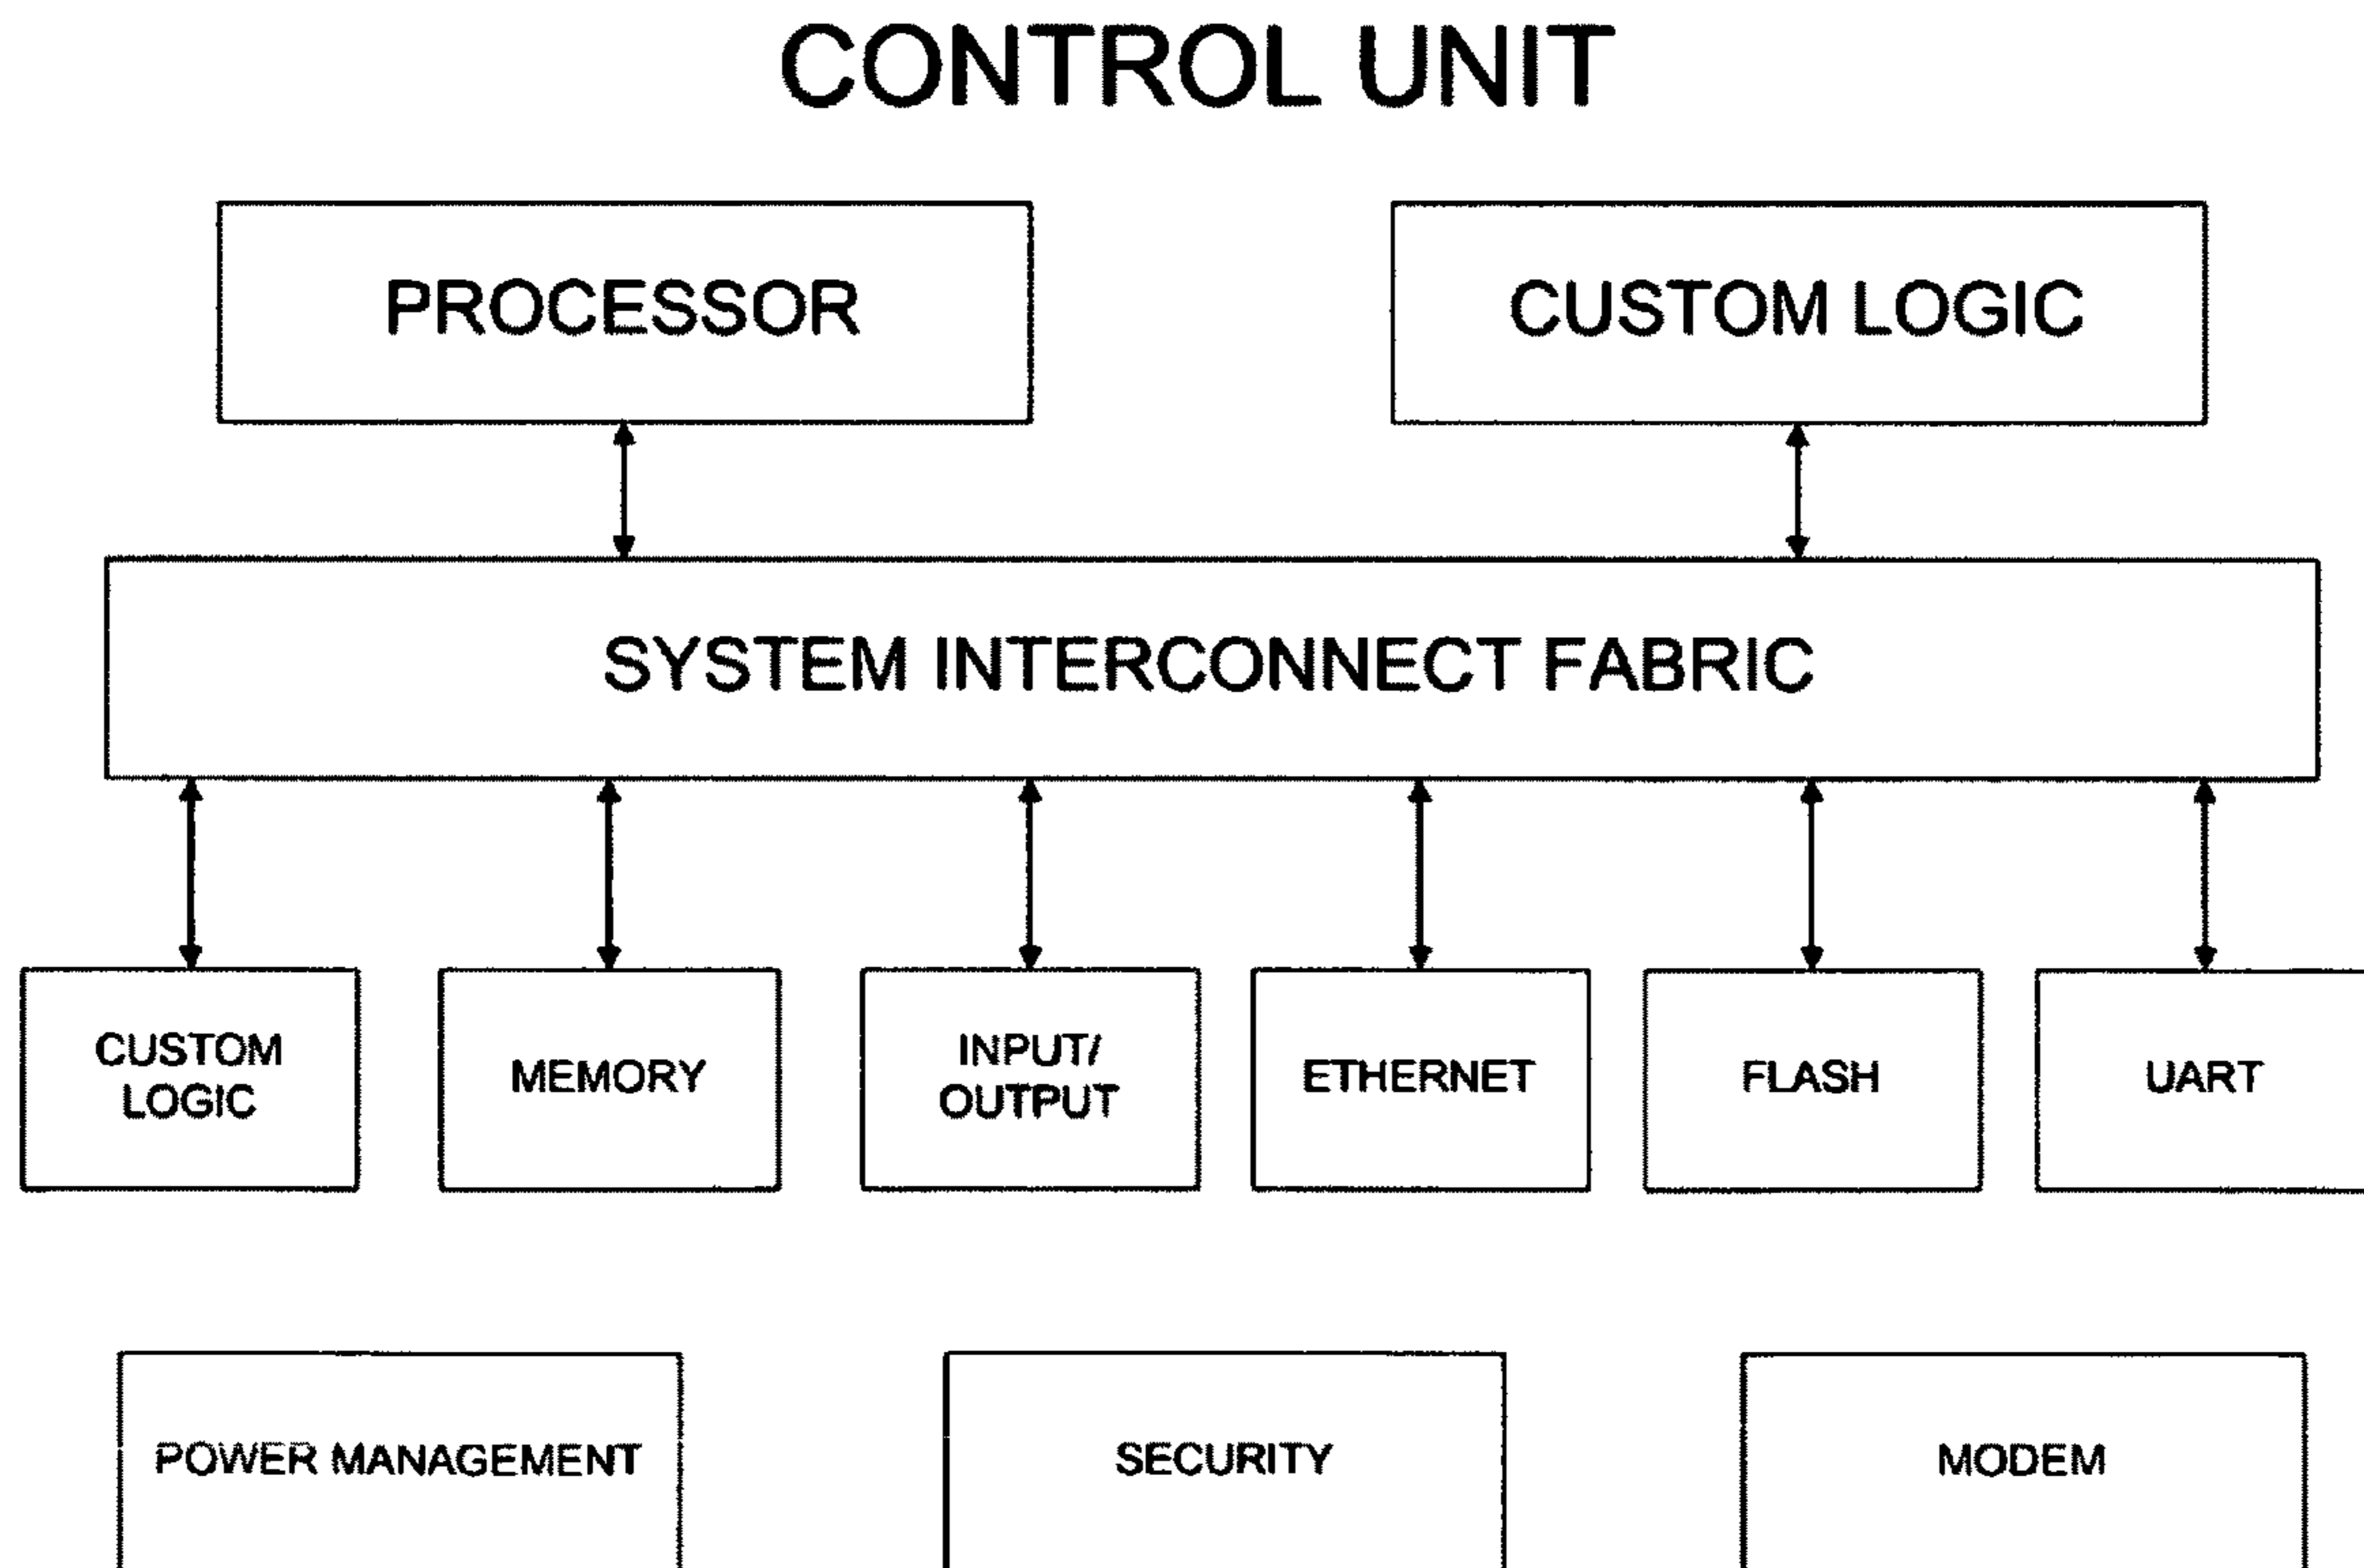 CONTROL UNIT
PROCESSOR
CUSTOM LOGIC
SYSTEM INTERCONNECT FABRIC
CUSTOM
LOGIC
MEMORY
INPUT/
OUTPUT
ETHERNET
FLASH
UART
POWER MANAGEMENT
SECURITY
MODEM